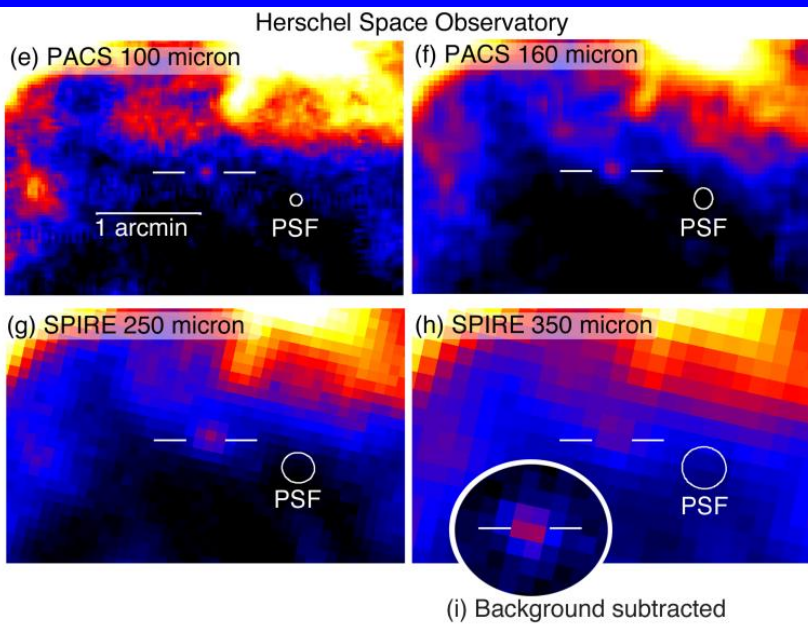 Herschel Space Observatory
(e) PACS 100 micron
(f) PACS 160 micron
1 arcmin
PSF
PSF
(g) SPIRE 250 micron
(h) SPIRE 350 micron
PSF
PSF
(i) Background subtracted